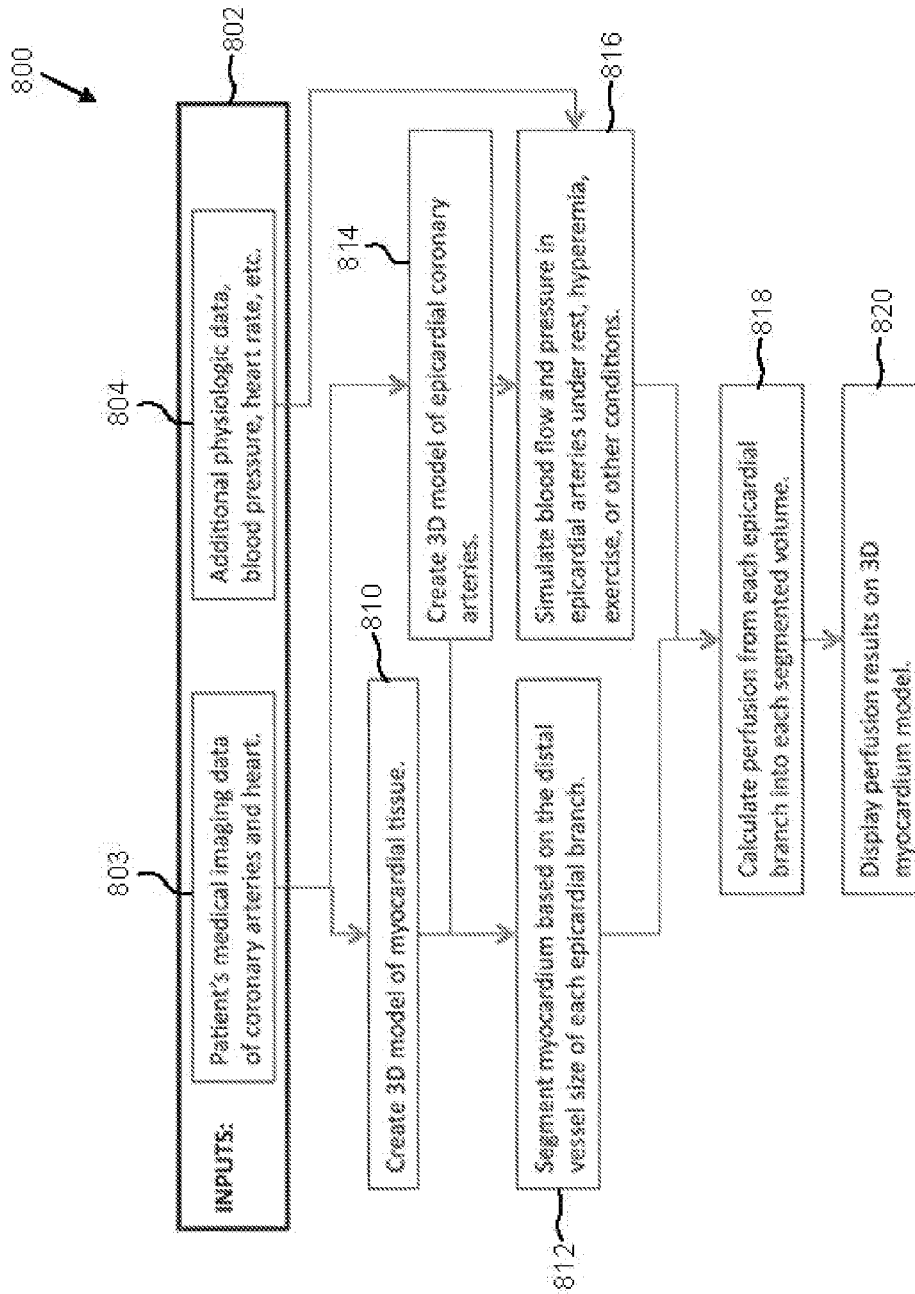 800
802
INPUTS:
803
Patient's medical imaging data
of coronary arteries and heart.
804
Additional physiologic data,
blood pressure, heart rate, etc.
810
Create 3D model of myocardial tissue.
814
Create 3D model of epicardial coronary
arteries.
812
Segment myocardium based on the distal
vessel size of each epicardial branch.
816
Simulate blood flow and pressure in
epicardial arteries under rest, hyperemia,
exercise, or other conditions.
818
Calculate perfusion from each epicardial
branch into each segmented volume.
820
Display perfusion results on 3D
myocardium model.